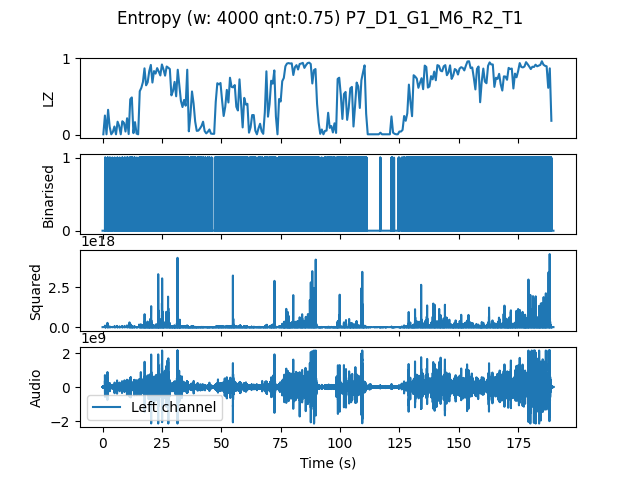 Entropy (w: 4000 qnt:0.75) P7_D1_G1_M6_R2_T1
1
0
LZ
1
0
Binarised
1e18
2.5
0.0
Squared
1e9
2
0
−2
Audio
Left channel
0 25 50 75 100 125 150 175
Time (s)